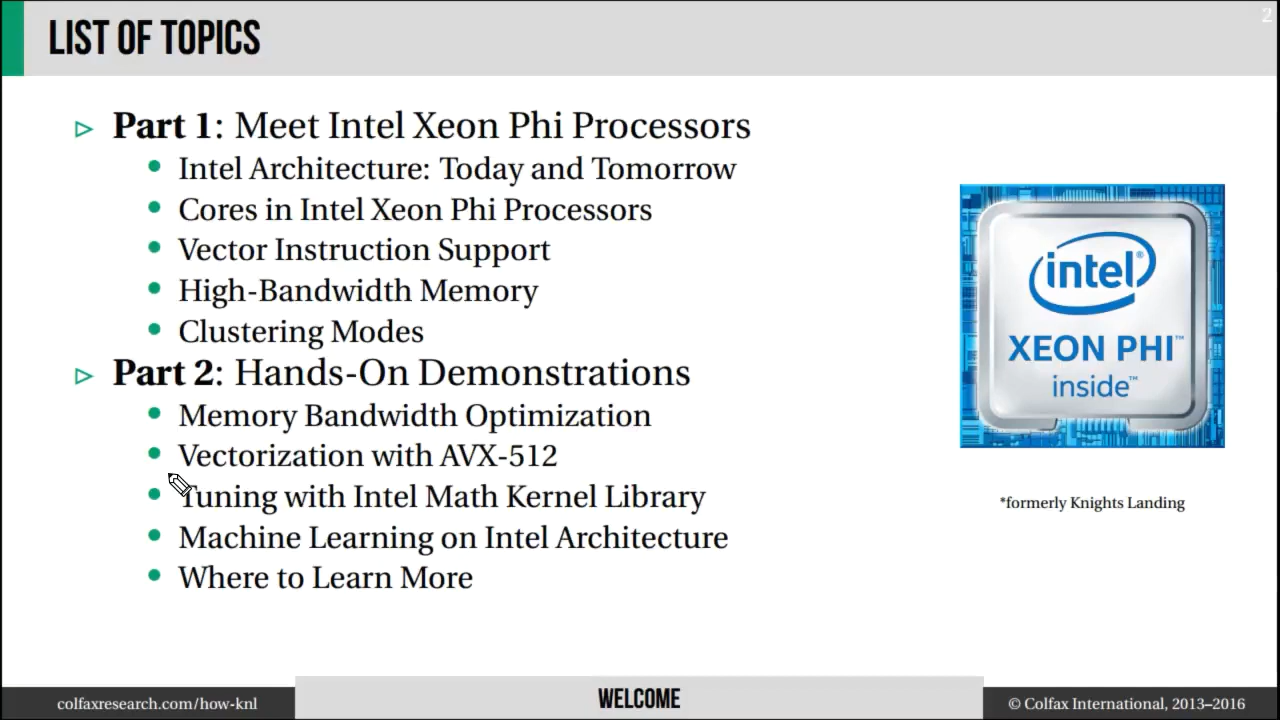 2
LIST OF TOPICS
Part 1: Meet Intel Xeon Phi Processors
Intel Architecture: Today and Tomorrow
Cores in Intel Xeon Phi Processors
Vector Instruction Support
High-Bandwidth Memory
Clustering Modes
Part 2: Hands-On Demonstrations
Memory Bandwidth Optimization
Vectorization with AVX-512
Tuning with Intel Math Kernel Library
Machine Learning on Intel Architecture
Where to Learn More
intel®
XEON PHI™
inside™
*formerly Knights Landing
colfaxresearch.com/how-knl
WELCOME
© Colfax International, 2013–2016